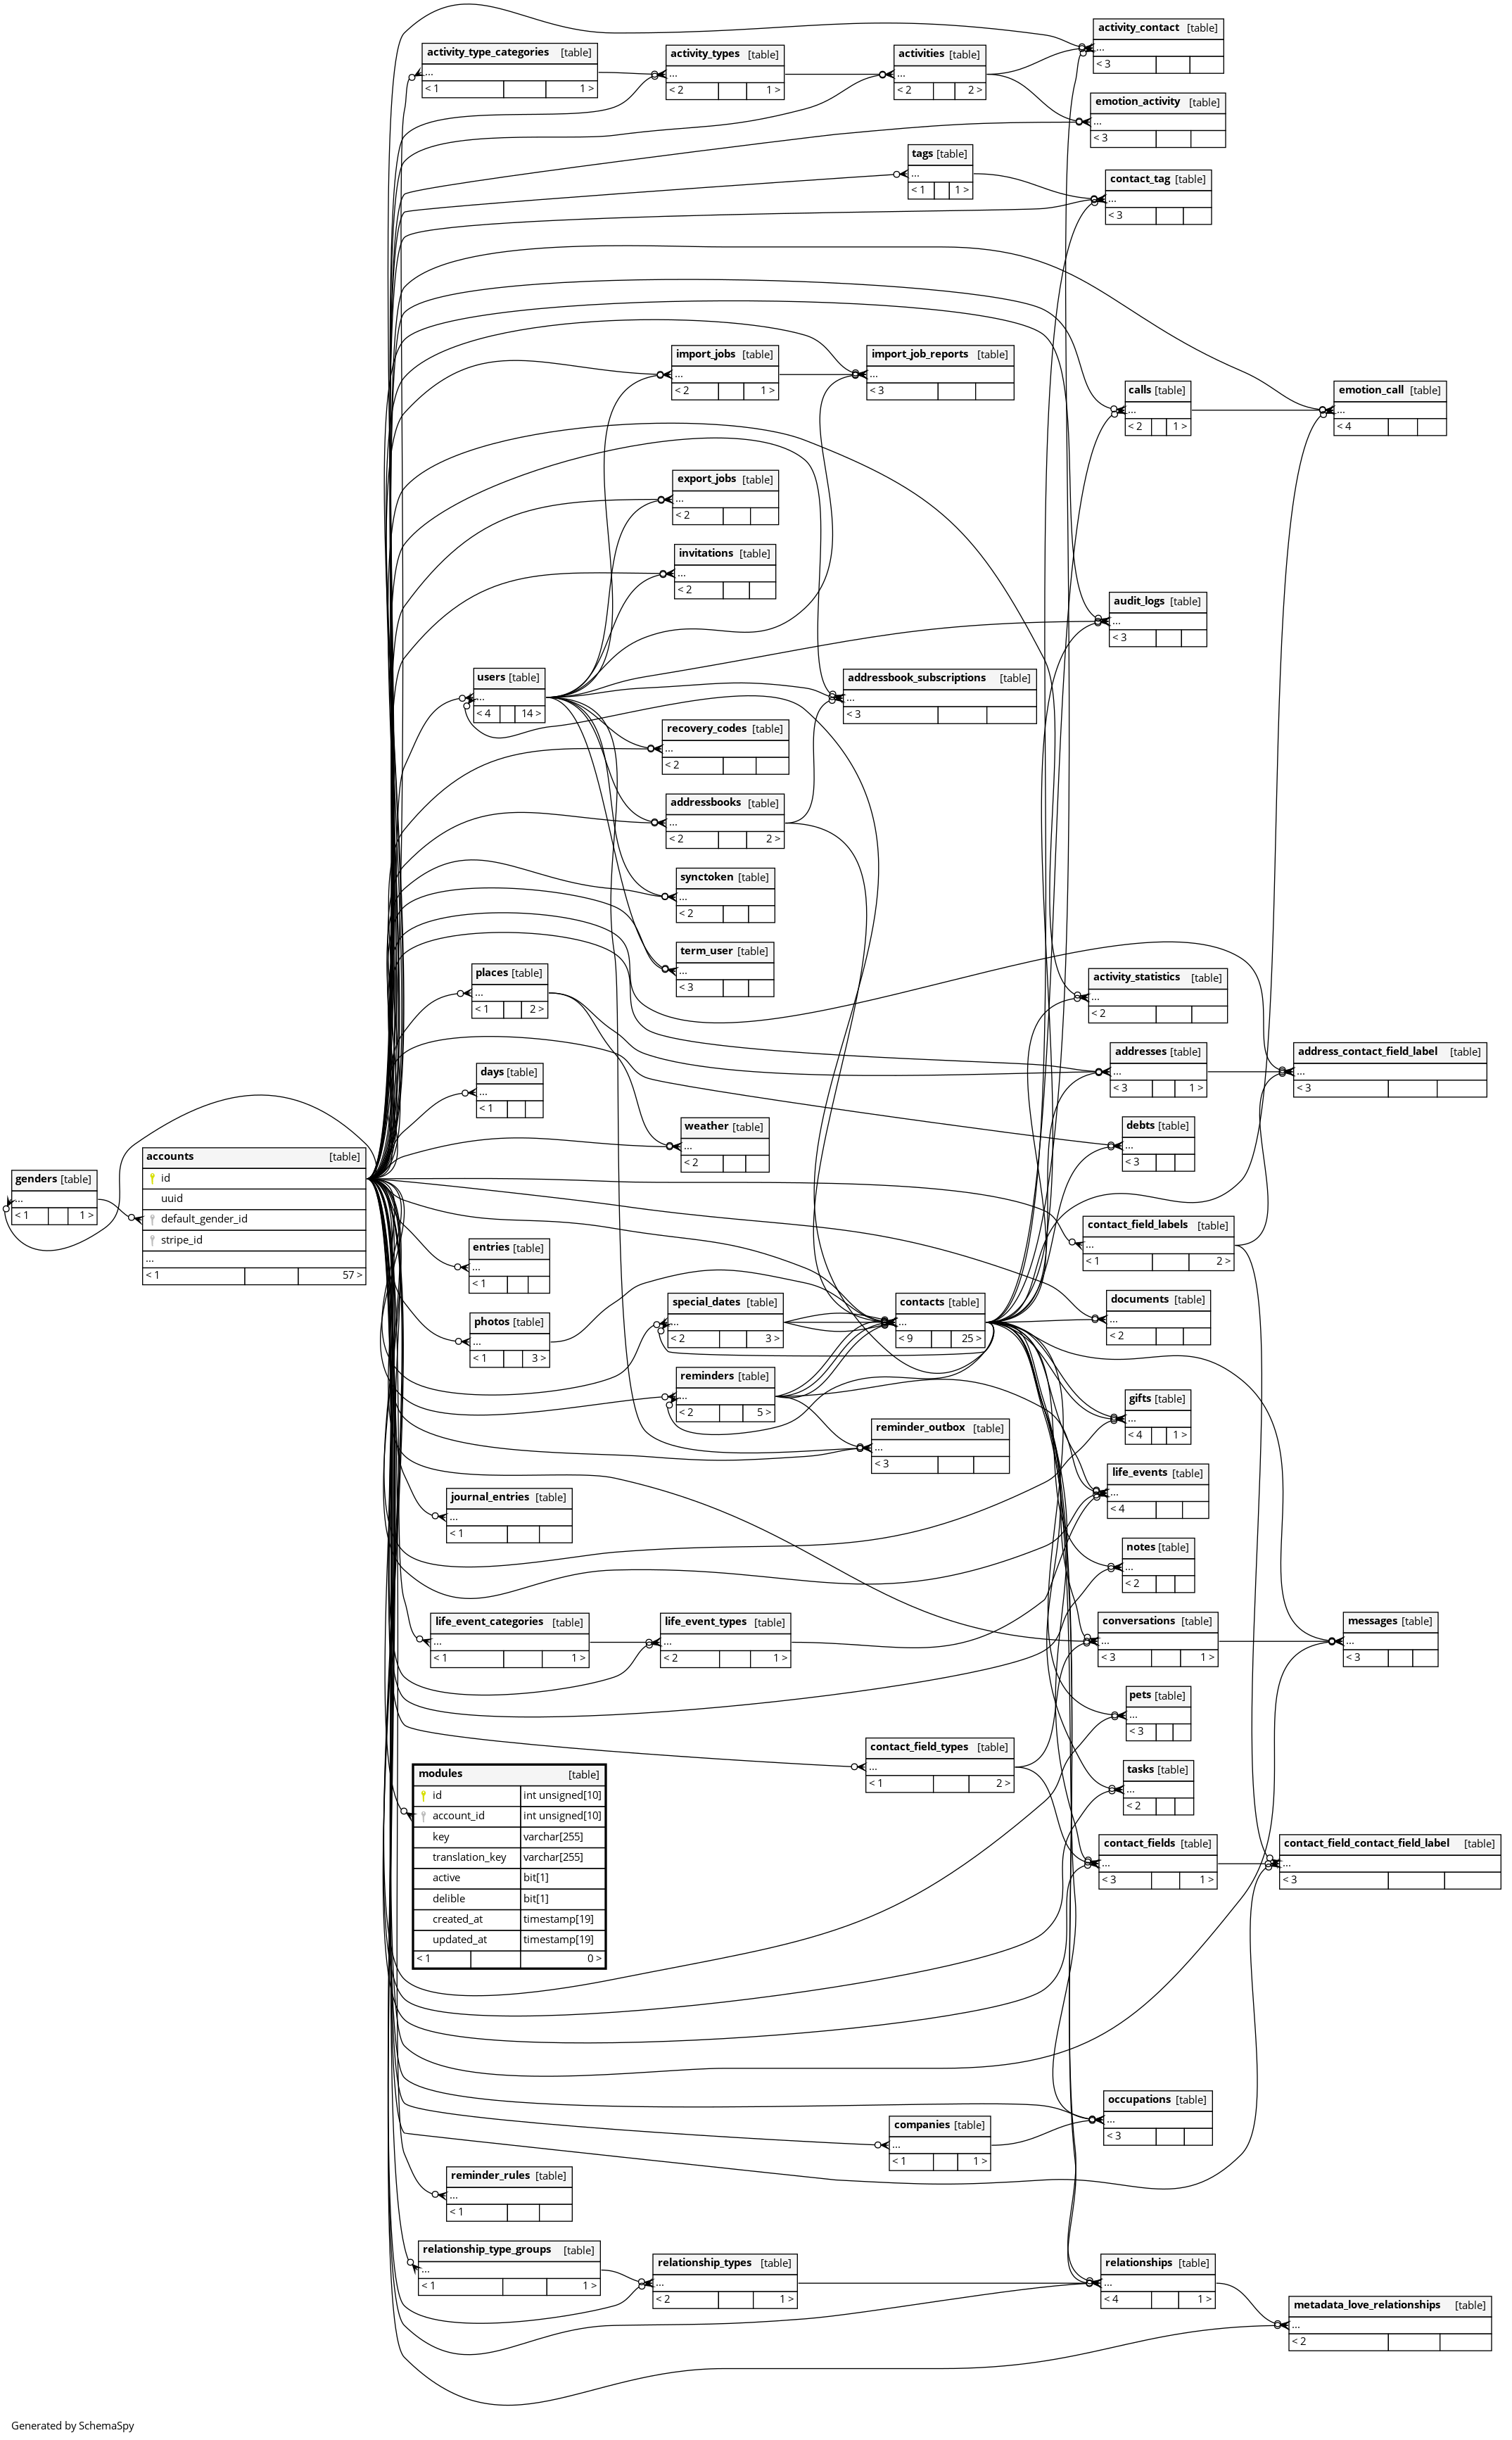 activity_contact [table]
...
< 3
activity_type_categories [table]
...
< 1 1 >
activity_types [table]
...
< 2 1 >
activities [table]
...
< 2 2 >
emotion_activity [table]
...
< 3
tags [table]
...
< 1 1 >
contact_tag [table]
...
< 3
import_jobs [table]
...
< 2 1 >
import_job_reports [table]
...
< 3
calls [table]
...
< 2 1 >
emotion_call [table]
...
< 4
export_jobs [table]
...
< 2
invitations [table]
...
< 2
audit_logs [table]
...
< 3
users [table]
...
< 4 14 >
addressbook_subscriptions [table]
...
< 3
recovery_codes [table]
...
< 2
addressbooks [table]
...
< 2 2 >
synctoken [table]
...
< 2
term_user [table]
...
< 3
places [table]
...
< 1 2 >
activity_statistics [table]
...
< 2
addresses [table]
...
< 3 1 >
address_contact_field_label [table]
...
< 3
days [table]
...
< 1
weather [table]
...
< 2
debts [table]
...
< 3
genders [table]
...
< 1 1 >
accounts [table]
id
uuid
default_gender_id
stripe_id
...
< 1 57 >
contact_field_labels [table]
...
< 1 2 >
entries [table]
...
< 1
special_dates [table]
...
< 2 3 >
contacts [table]
...
< 9 25 >
documents [table]
...
< 2
photos [table]
...
< 1 3 >
reminders [table]
...
< 2 5 >
gifts [table]
...
< 4 1 >
reminder_outbox [table]
...
< 3
life_events [table]
...
< 4
journal_entries [table]
...
< 1
notes [table]
...
< 2
life_event_categories [table]
...
< 1 1 >
life_event_types [table]
...
< 2 1 >
conversations [table]
...
< 3 1 >
messages [table]
...
< 3
pets [table]
...
< 3
contact_field_types [table]
...
< 1 2 >
tasks [table]
...
< 2
modules [table]
id int unsigned[10]
account_id int unsigned[10]
key varchar[255]
translation_key varchar[255]
active bit[1]
delible bit[1]
created_at timestamp[19]
updated_at timestamp[19]
< 1 0 >
contact_fields [table]
...
< 3 1 >
contact_field_contact_field_label [table]
...
< 3
occupations [table]
...
< 3
companies [table]
...
< 1 1 >
reminder_rules [table]
...
< 1
relationship_type_groups [table]
...
< 1 1 >
relationship_types [table]
...
< 2 1 >
relationships [table]
...
< 4 1 >
metadata_love_relationships [table]
...
< 2
Generated by SchemaSpy